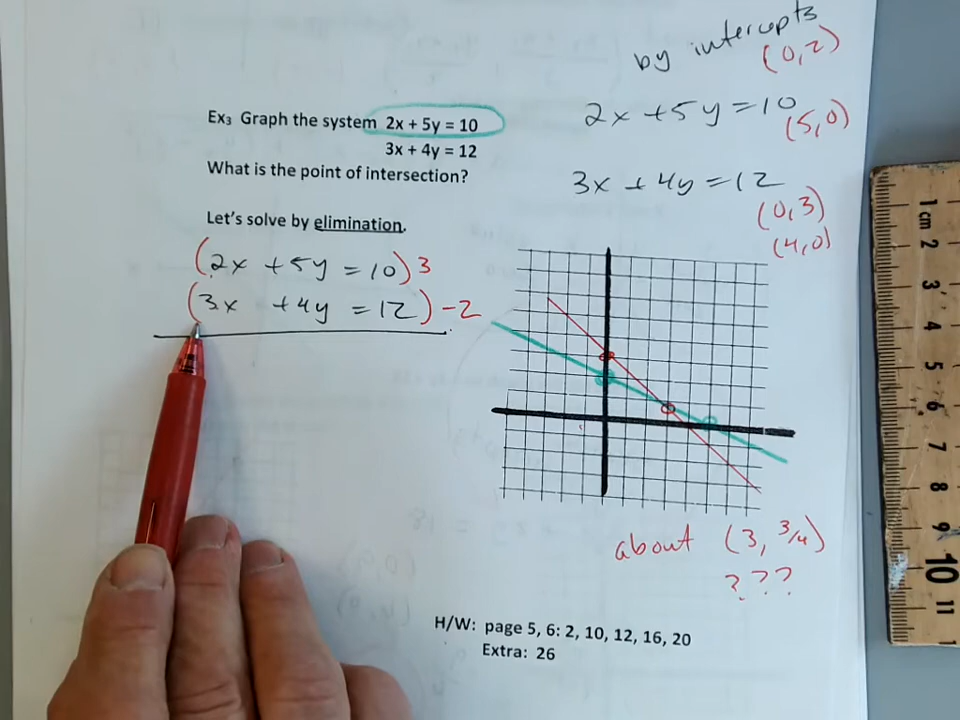 by intercepts
(0,2)
2x + 5y = 10
(5,0)
3x + 4y = 12
(0,3)
(4,0)
Ex3 Graph the system 2x + 5y = 10
3x + 4y = 12
What is the point of intersection?
Let's solve by elimination.
(2x + 5y = 10)3
(3x + 4y = 12)-2
about (3, 3/4)
???
H/W: page 5, 6: 2, 10, 12, 16, 20
Extra: 26
1 cm 2 3 4 5 6 7 8 9 10 11